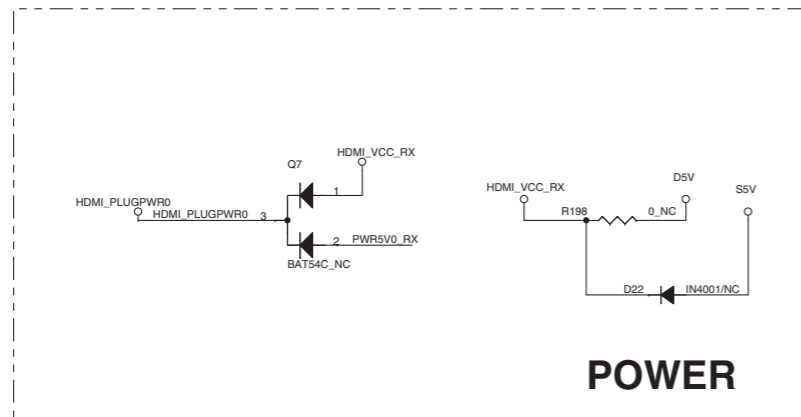 Q7
HDMI_VCC_RX
1
HDMI_PLUGPWR0
HDMI_PLUGPWR0 3
2 PWR5V0_RX
BAT54C_NC
HDMI_VCC_RX
D5V
S5V
R198 0_NC
D22 IN4001/NC
POWER